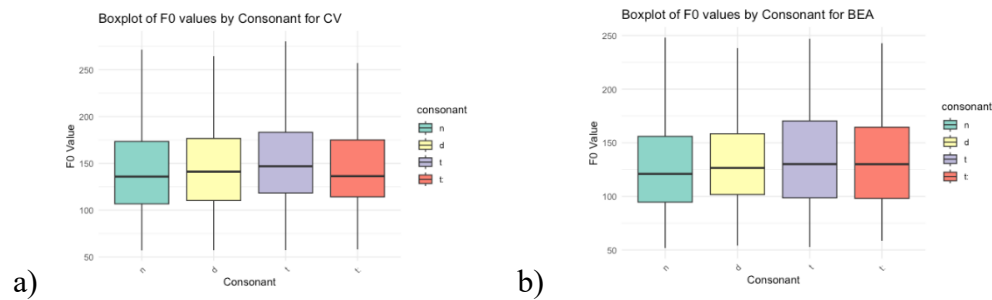 Boxplot of F0 values by Consonant for CV
250
200
150
100
50
F0 Value
n
d
t
t:
Consonant
consonant
n
d
t
t:
a)
Boxplot of F0 values by Consonant for BEA
250
200
150
100
50
F0 Value
n
d
t
t:
Consonant
consonant
n
d
t
t:
b)